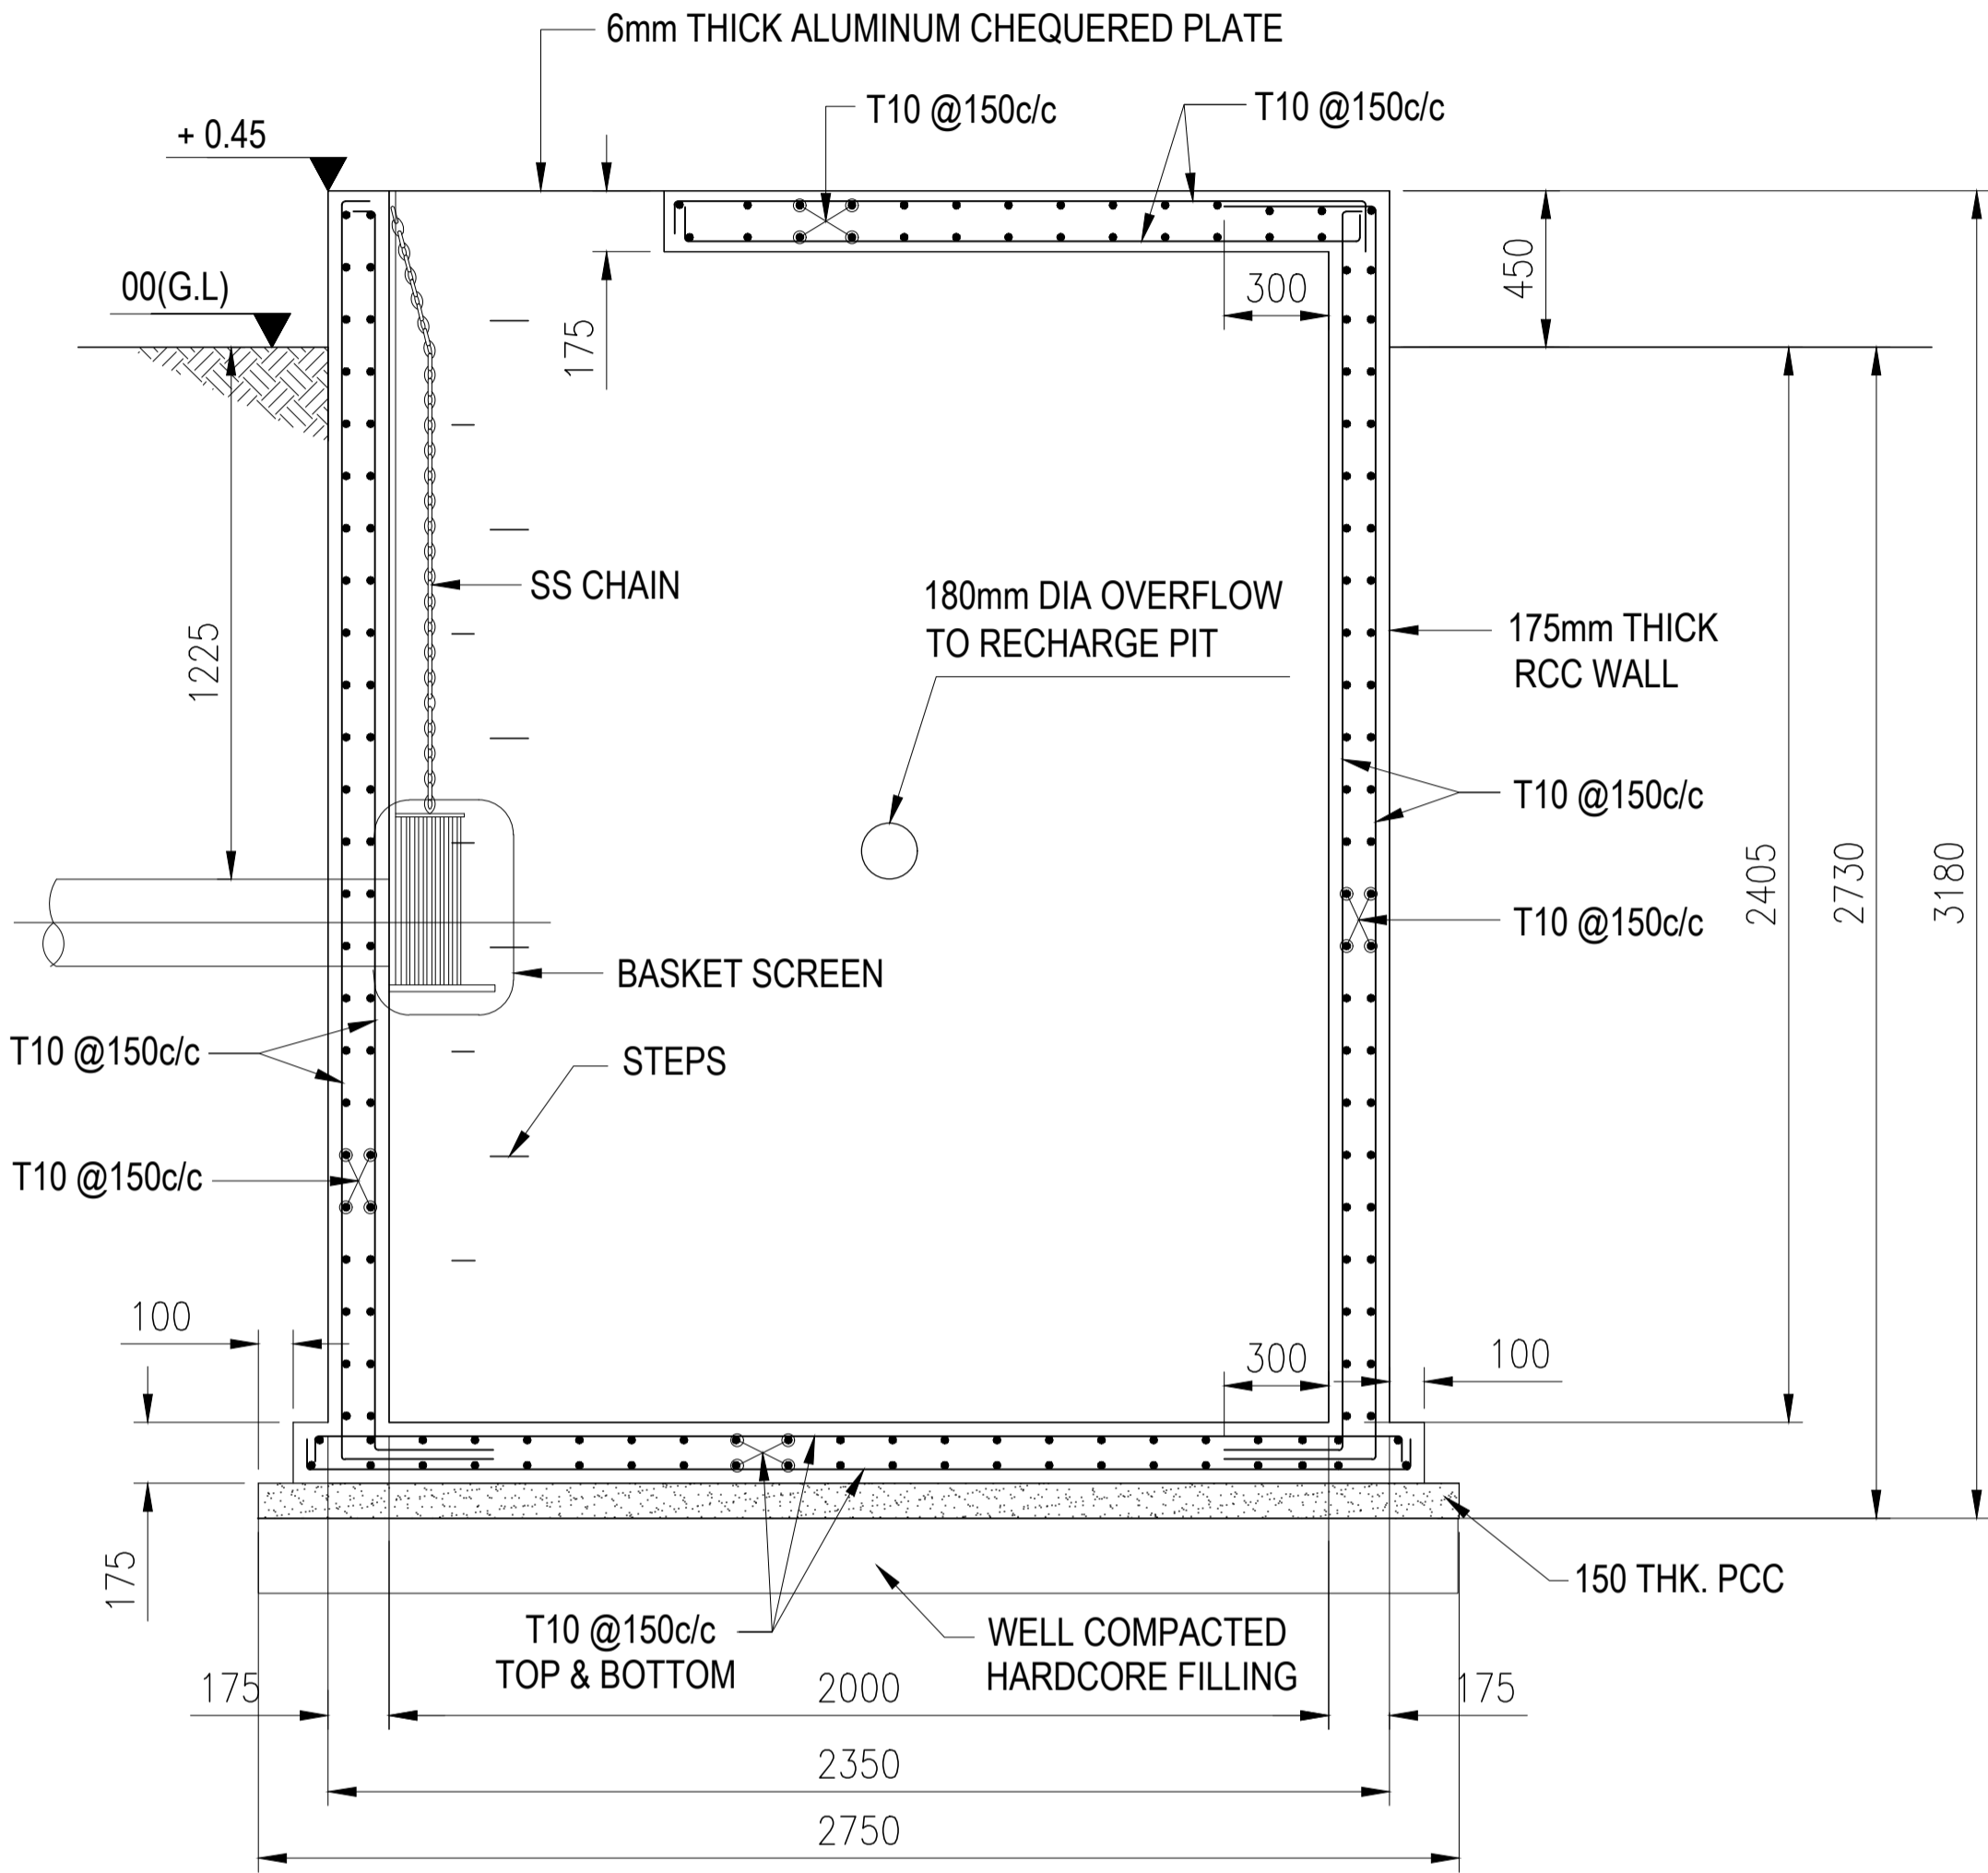 6mm THICK ALUMINUM CHEQUERED PLATE
T10 @150c/c
T10 @150c/c
+ 0.45
00(G.L)
175
300
450
SS CHAIN
180mm DIA OVERFLOW
TO RECHARGE PIT
175mm THICK
RCC WALL
1225
T10 @150c/c
2405
2730
3180
T10 @150c/c
BASKET SCREEN
T10 @150c/c
STEPS
T10 @150c/c
100
300
100
175
150 THK. PCC
T10 @150c/c
TOP & BOTTOM
WELL COMPACTED
HARDCORE FILLING
175
2000
175
2350
2750